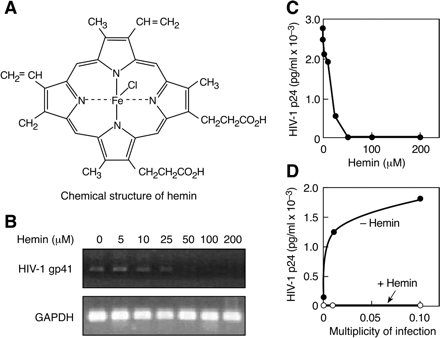 A
CH₃ CH=CH₂
CH₂=CH CH₃
N
Cl
N Fe N
N
CH₂ CH₂CH₂CO₂H
CH₃ CH₂CH₂CO₂H
Chemical structure of hemin
B
Hemin (μM) 0 5 10 25 50 100 200
HIV-1 gp41
GAPDH
C
HIV-1 p24 (pg/ml x 10⁻³)
3.0
2.0
1.0
0
0 100 200
Hemin (μM)
D
HIV-1 p24 (pg/ml x 10⁻³)
2.0
1.5
1.0
0.5
0
− Hemin
+ Hemin
0 0.05 0.10
Multiplicity of infection